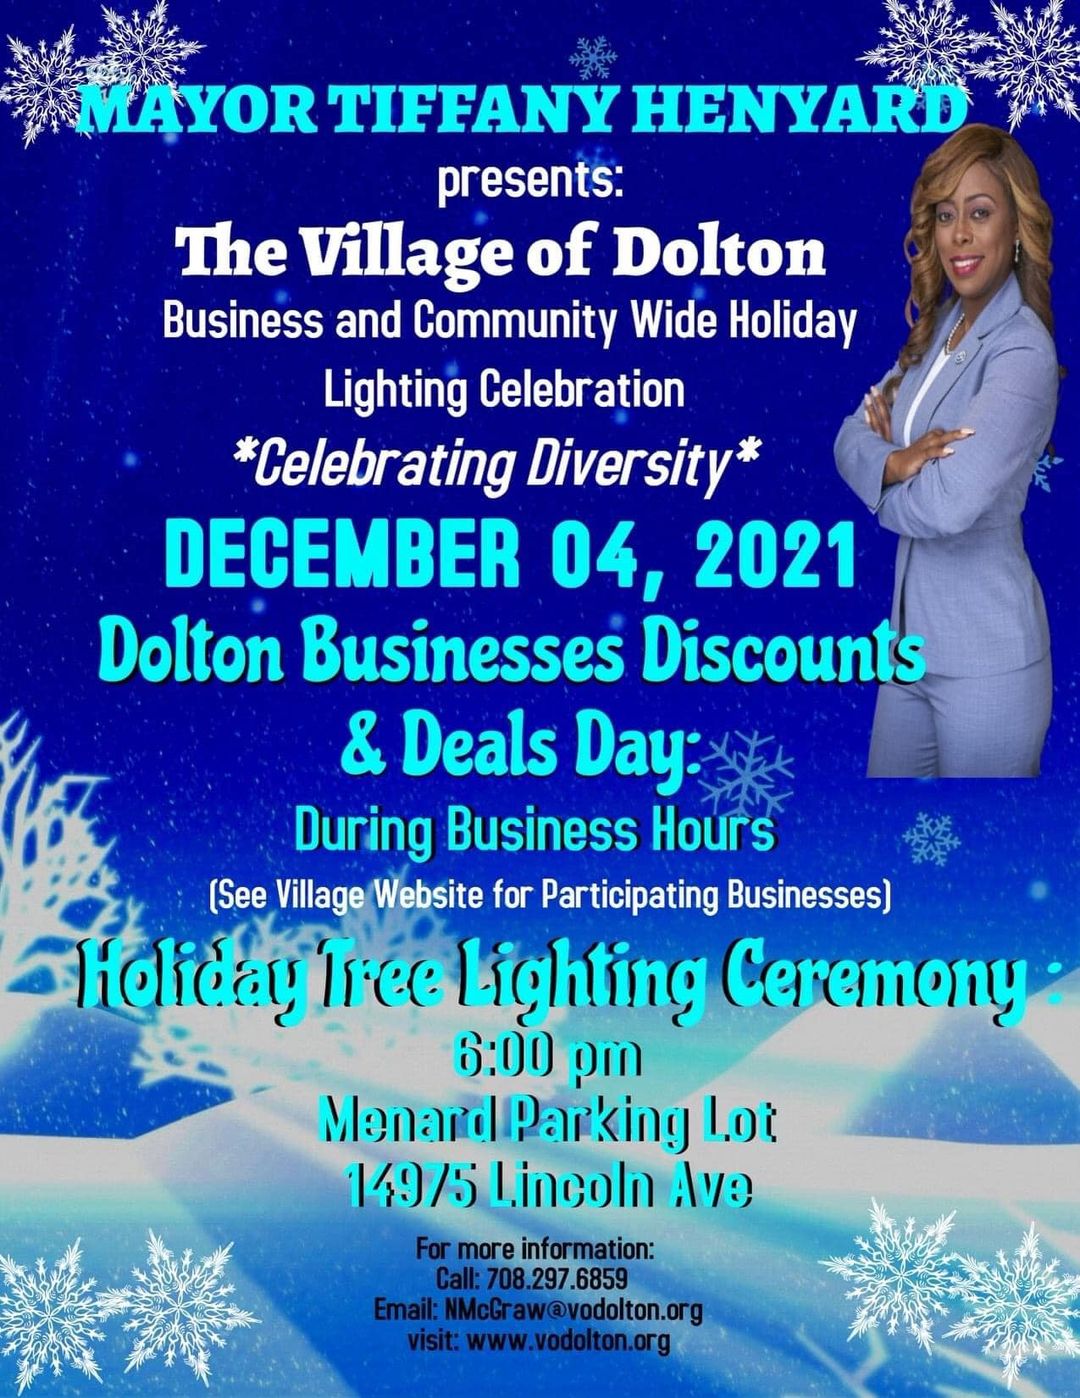 MAYOR TIFFANY HENYARD
presents:
The Village of Dolton
Business and Community Wide Holiday
Lighting Celebration
*Celebrating Diversity*
DECEMBER 04, 2021
Dolton Businesses Discounts
& Deals Day:
During Business Hours
(See Village Website for Participating Businesses)
Holiday Tree Lighting Ceremony :
6:00 pm
Menard Parking Lot
14975 Lincoln Ave
For more information:
Call: 708.297.6859
Email: NMcGraw@vodolton.org
visit: www.vodolton.org